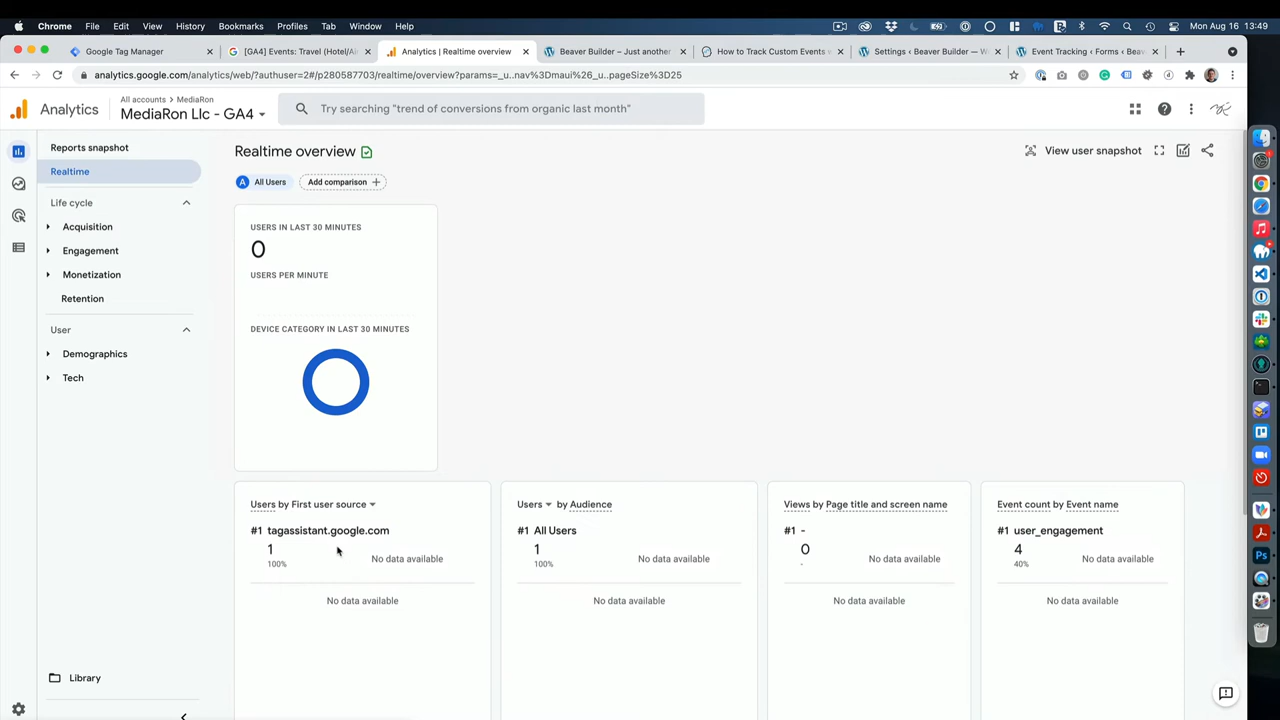 Chrome File Edit View History Bookmarks Profiles Tab Window Help Mon Aug 16 13:49
Google Tag Manager
[GA4] Events: Travel (Hotel/Ai
Analytics | Realtime overview
Beaver Builder – Just another
How to Track Custom Events w
Settings ‹ Beaver Builder — W
Event Tracking ‹ Forms ‹ Beav
analytics.google.com/analytics/web/?authuser=2#/p280587703/realtime/overview?params=_u..nav%3Dmaui%26_u..pageSize%3D25
Analytics
All accounts > MediaRon
MediaRon Llc - GA4
Try searching "trend of conversions from organic last month"
Reports snapshot
Realtime
Life cycle
Acquisition
Engagement
Monetization
Retention
User
Demographics
Tech
Library
Realtime overview
View user snapshot
A All Users
Add comparison +
USERS IN LAST 30 MINUTES
0
USERS PER MINUTE
DEVICE CATEGORY IN LAST 30 MINUTES
Users by First user source
#1 tagassistant.google.com
1
100%
No data available
No data available
Users by Audience
#1 All Users
1
100%
No data available
No data available
Views by Page title and screen name
#1 -
0
-
No data available
No data available
Event count by Event name
#1 user_engagement
4
40%
No data available
No data available